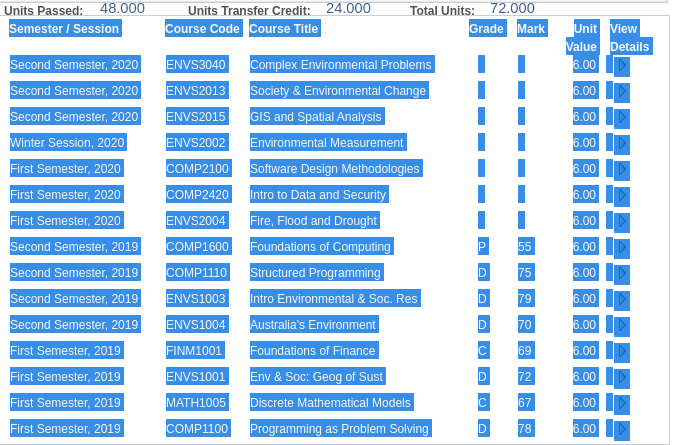 Units Passed: 48.000 Units Transfer Credit: 24.000 Total Units: 72.000
Semester / Session Course Code Course Title Grade Mark Unit Value View Details
Second Semester, 2020 ENVS3040 Complex Environmental Problems 6.00
Second Semester, 2020 ENVS2013 Society & Environmental Change 6.00
Second Semester, 2020 ENVS2015 GIS and Spatial Analysis 6.00
Winter Session, 2020 ENVS2002 Environmental Measurement 6.00
First Semester, 2020 COMP2100 Software Design Methodologies 6.00
First Semester, 2020 COMP2420 Intro to Data and Security 6.00
First Semester, 2020 ENVS2004 Fire, Flood and Drought 6.00
Second Semester, 2019 COMP1600 Foundations of Computing P 55 6.00
Second Semester, 2019 COMP1110 Structured Programming D 75 6.00
Second Semester, 2019 ENVS1003 Intro Environmental & Soc. Res D 79 6.00
Second Semester, 2019 ENVS1004 Australia's Environment D 70 6.00
First Semester, 2019 FINM1001 Foundations of Finance C 69 6.00
First Semester, 2019 ENVS1001 Env & Soc: Geog of Sust D 72 6.00
First Semester, 2019 MATH1005 Discrete Mathematical Models C 67 6.00
First Semester, 2019 COMP1100 Programming as Problem Solving D 78 6.00